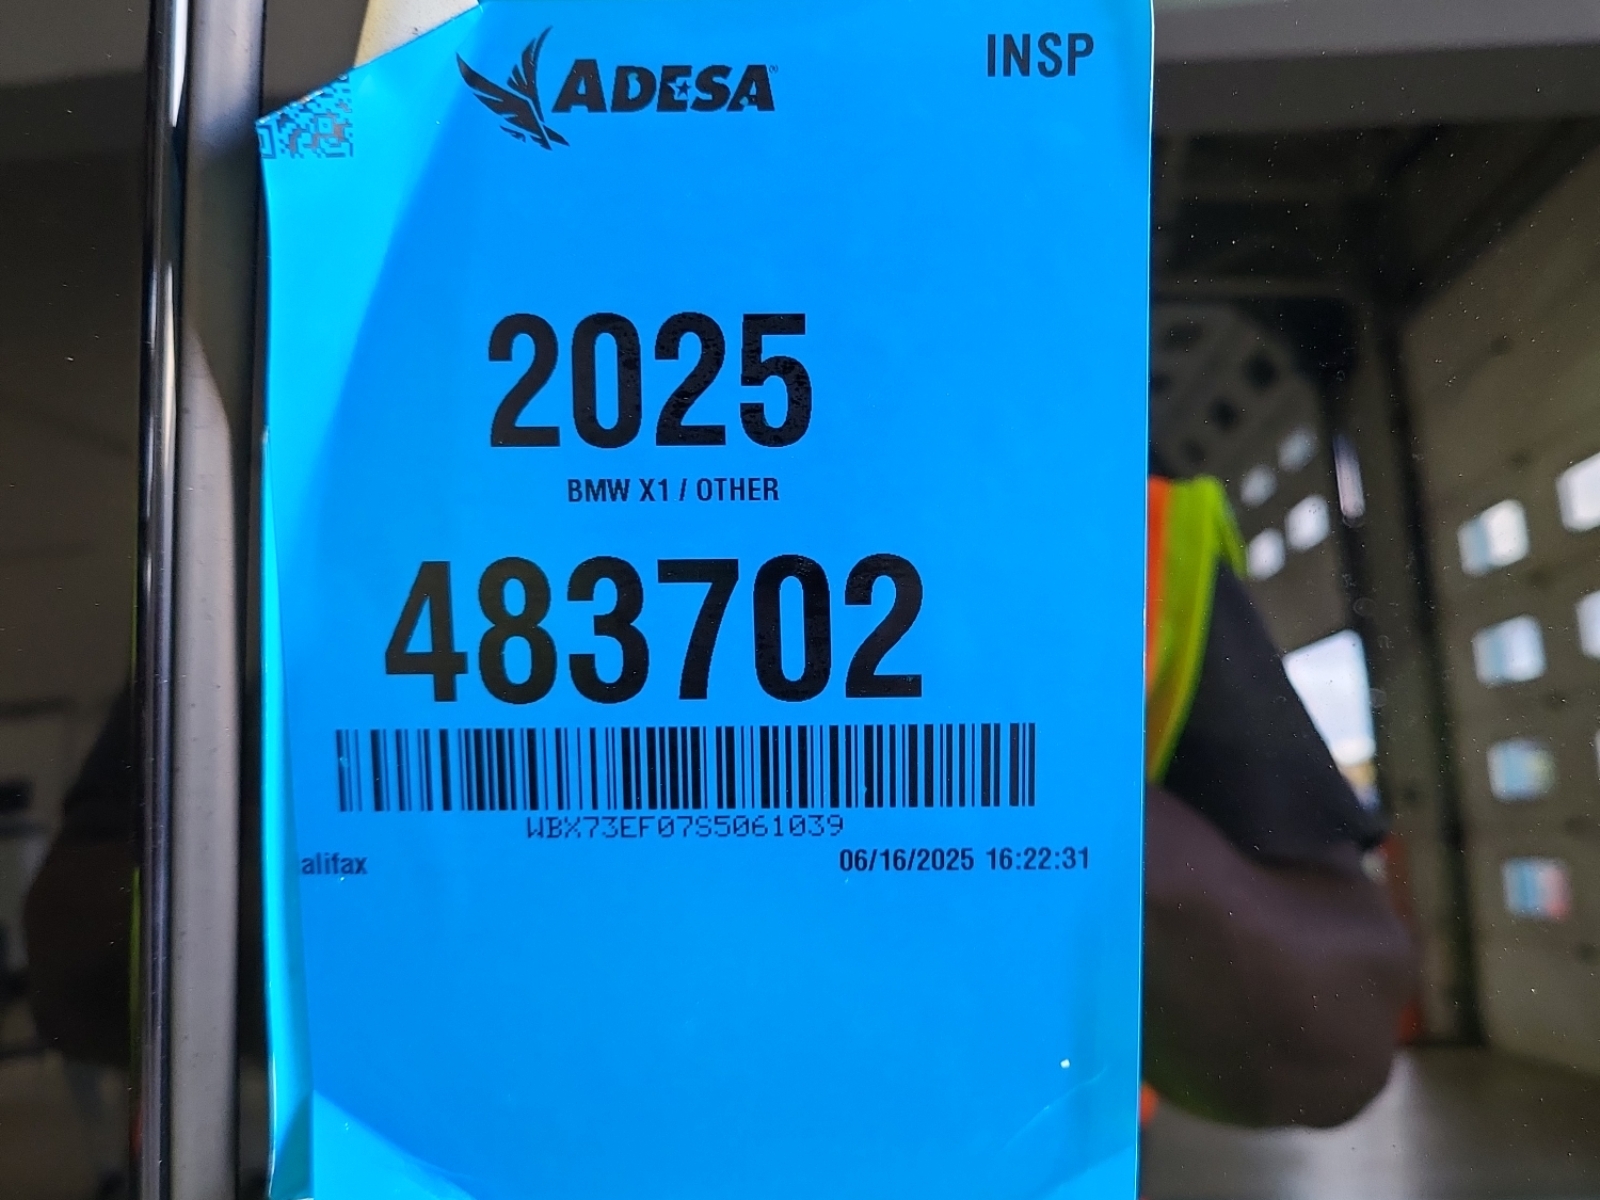 ADESA
INSP
2025
BMW X1 / OTHER
483702
WBX73EF07S5061039
alifax
06/16/2025 16:22:31